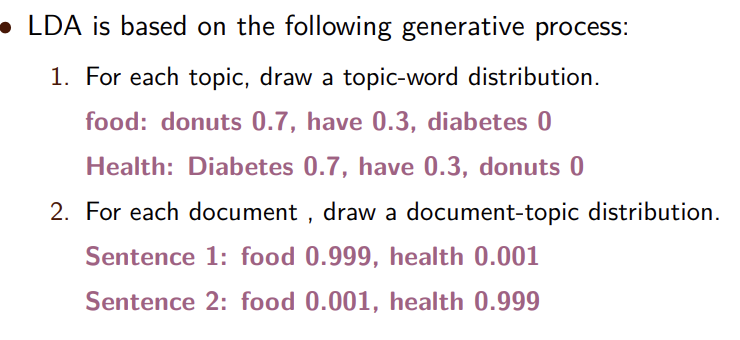 • LDA is based on the following generative process:
1. For each topic, draw a topic-word distribution.
food: donuts 0.7, have 0.3, diabetes 0
Health: Diabetes 0.7, have 0.3, donuts 0
2. For each document , draw a document-topic distribution.
Sentence 1: food 0.999, health 0.001
Sentence 2: food 0.001, health 0.999